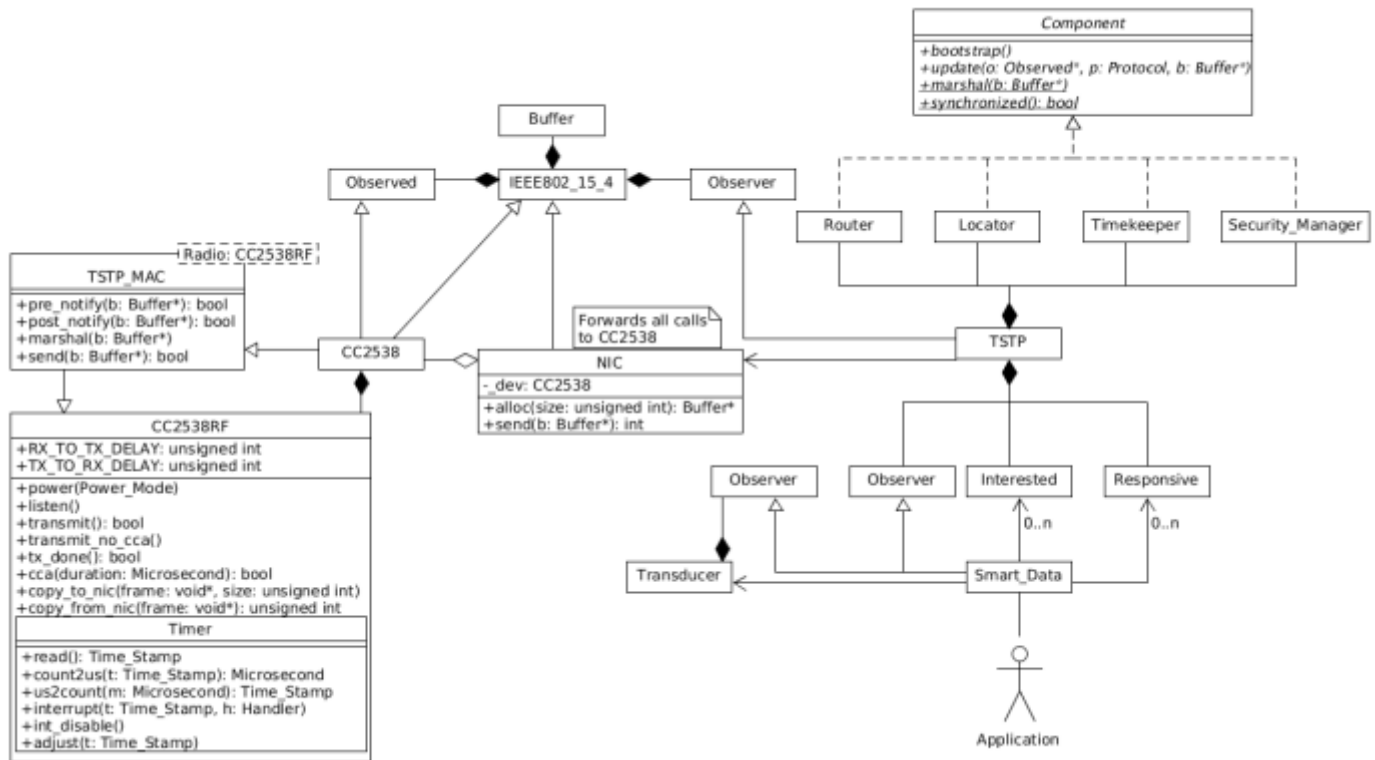 Component
+bootstrap()
+update(o: Observed*, p: Protocol, b: Buffer*)
+marshal(b: Buffer*)
+synchronized(): bool
Buffer
Observed
IEEE802_15_4
Observer
Router
Locator
Timekeeper
Security_Manager
Radio: CC2538RF
TSTP_MAC
+pre_notify(b: Buffer*): bool
+post_notify(b: Buffer*): bool
+marshal(b: Buffer*)
+send(b: Buffer*): bool
CC2538
Forwards all calls
to CC2538
NIC
-_dev: CC2538
+alloc(size: unsigned int): Buffer*
+send(b: Buffer*): int
TSTP
CC2538RF
+RX_TO_TX_DELAY: unsigned int
+TX_TO_RX_DELAY: unsigned int
+power(Power_Mode)
+listen()
+transmit(): bool
+transmit_no_cca()
+tx_done(): bool
+cca(duration: Microsecond): bool
+copy_to_nic(frame: void*, size: unsigned int)
+copy_from_nic(frame: void*): unsigned int
Timer
+read(): Time_Stamp
+count2us(t: Time_Stamp): Microsecond
+us2count(m: Microsecond): Time_Stamp
+interrupt(t: Time_Stamp, h: Handler)
+int_disable()
+adjust(t: Time_Stamp)
Observer
Observer
Interested
Responsive
0..n
0..n
Transducer
Smart_Data
Application